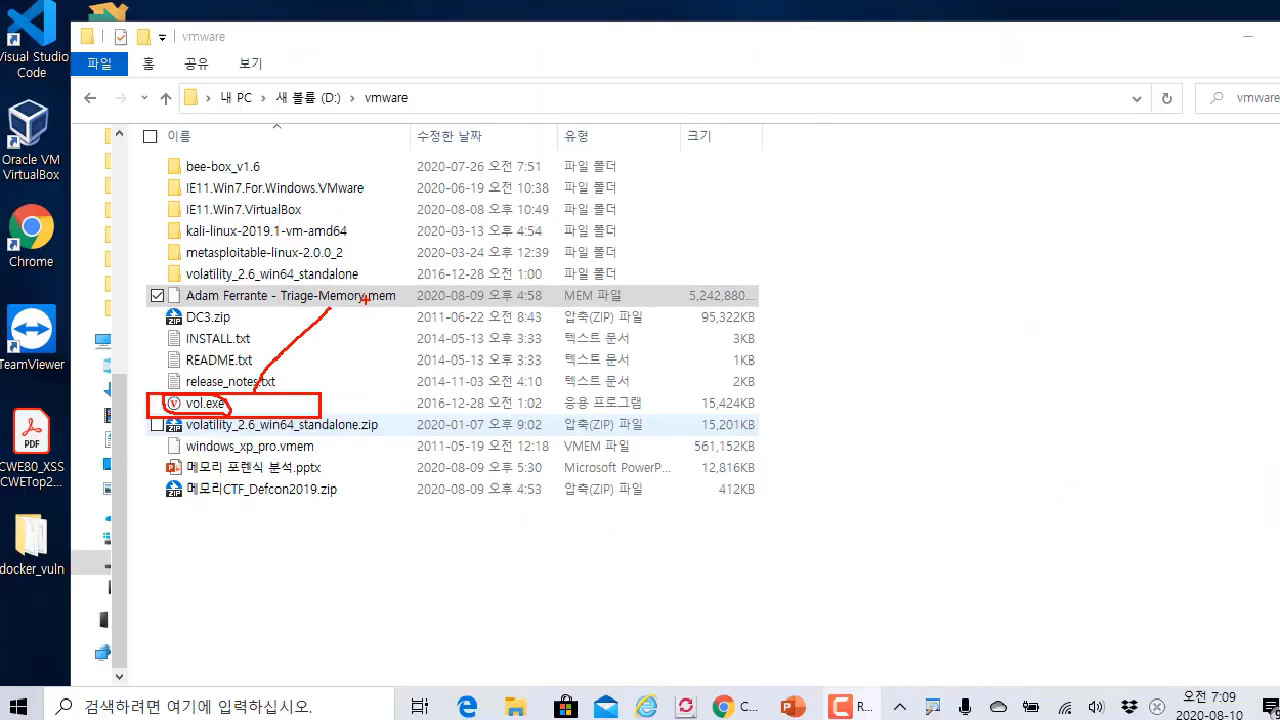 Visual Studio
Code
Oracle VM
VirtualBox
Chrome
TeamViewer
PDF
CWE80_XSS
CWETop2...
docker_vuln
vmware
파일
홈
공유
보기
내 PC
새 볼륨 (D:)
vmware
vmware
이름
수정한 날짜
유형
크기
bee-box_v1.6
2020-07-26 오전 7:51
파일 폴더
IE11.Win7.For.Windows.VMware
2020-06-19 오전 10:38
파일 폴더
IE11.Win7.VirtualBox
2020-08-08 오후 10:49
파일 폴더
kali-linux-2019.1-vm-amd64
2020-03-13 오후 4:54
파일 폴더
metasploitable-linux-2.0.0_2
2020-03-24 오후 12:39
파일 폴더
volatility_2.6_win64_standalone
2016-12-28 오전 1:00
파일 폴더
Adam Ferrante - Triage-Memory.mem
2020-08-09 오후 4:58
MEM 파일
5,242,880...
DC3.zip
2011-06-22 오전 8:43
압축(ZIP) 파일
95,322KB
INSTALL.txt
2014-05-13 오후 3:33
텍스트 문서
3KB
README.txt
2014-05-13 오후 3:33
텍스트 문서
1KB
release_notes.txt
2014-11-03 오전 4:10
텍스트 문서
2KB
vol.exe
2016-12-28 오전 1:02
응용 프로그램
15,424KB
volatility_2.6_win64_standalone.zip
2020-01-07 오후 9:02
압축(ZIP) 파일
15,201KB
windows_xp_pro.vmem
2011-05-19 오전 12:18
VMEM 파일
561,152KB
메모리 포렌식 분석.pptx
2020-08-09 오후 5:30
Microsoft PowerP...
12,816KB
메모리CTF_Defcon2019.zip
2020-08-09 오후 4:53
압축(ZIP) 파일
412KB
검색하려면 여기에 입력하십시오.
C...
R...
오전 7:09
2020-08-10